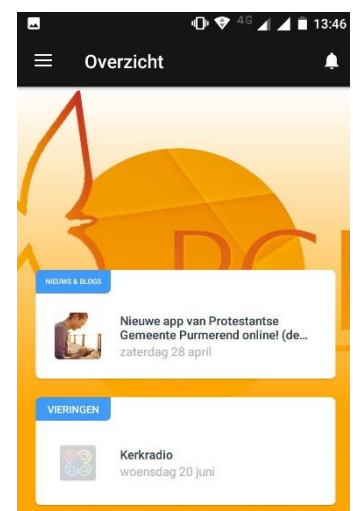 4G 13:46
Overzicht
PGP
NIEUWS & BLOGS
Nieuwe app van Protestantse
Gemeente Purmerend online! (de...
zaterdag 28 april
VIERINGEN
Kerkradio
woensdag 20 juni